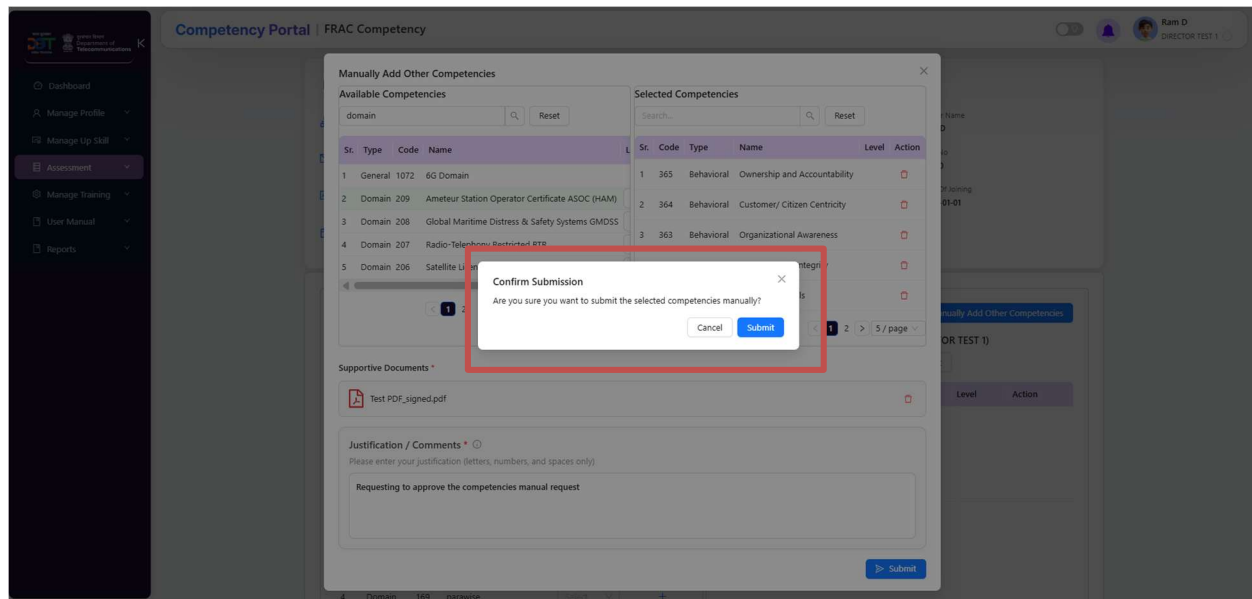 Competency Portal | FRAC Competency
Ram D
DIRECTOR TEST 1
DBT
Department of
Telecommunications
Dashboard
Manage Profile
Manage Up Skill
Assessment
Manage Training
User Manual
Reports
Manually Add Other Competencies
Available Competencies
domain
Reset
Sr. Type Code Name L
1 General 1072 6G Domain
2 Domain 209 Ameteur Station Operator Certificate ASOC (HAM)
3 Domain 208 Global Maritime Distress & Safety Systems GMDSS
4 Domain 207 Radio-Telephony Restricted RTR
5 Domain 206 Satellite
1 2
Selected Competencies
Search...
Reset
Sr. Code Type Name Level Action
1 365 Behavioral Ownership and Accountability
2 364 Behavioral Customer/ Citizen Centricity
3 363 Behavioral Organizational Awareness
ntegrity
ls
1 2 5 / page
Confirm Submission
Are you sure you want to submit the selected competencies manually?
Cancel
Submit
Supportive Documents *
Test PDF_signed.pdf
Justification / Comments *
Please enter your justification (letters, numbers, and spaces only)
Requesting to approve the competencies manual request
Submit
r Name
Of Joining
-01-01
nually Add Other Competencies
OR TEST 1)
Level Action
4 Domain 169 parawise